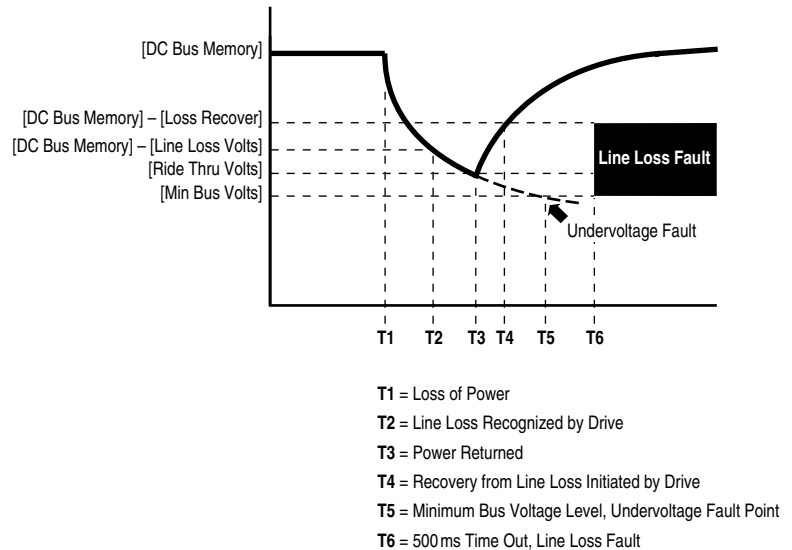 [DC Bus Memory]
[DC Bus Memory] – [Loss Recover]
[DC Bus Memory] – [Line Loss Volts]
[Ride Thru Volts]
[Min Bus Volts]
Line Loss Fault
Undervoltage Fault
T1 T2 T3 T4 T5 T6
T1 = Loss of Power
T2 = Line Loss Recognized by Drive
T3 = Power Returned
T4 = Recovery from Line Loss Initiated by Drive
T5 = Minimum Bus Voltage Level, Undervoltage Fault Point
T6 = 500 ms Time Out, Line Loss Fault